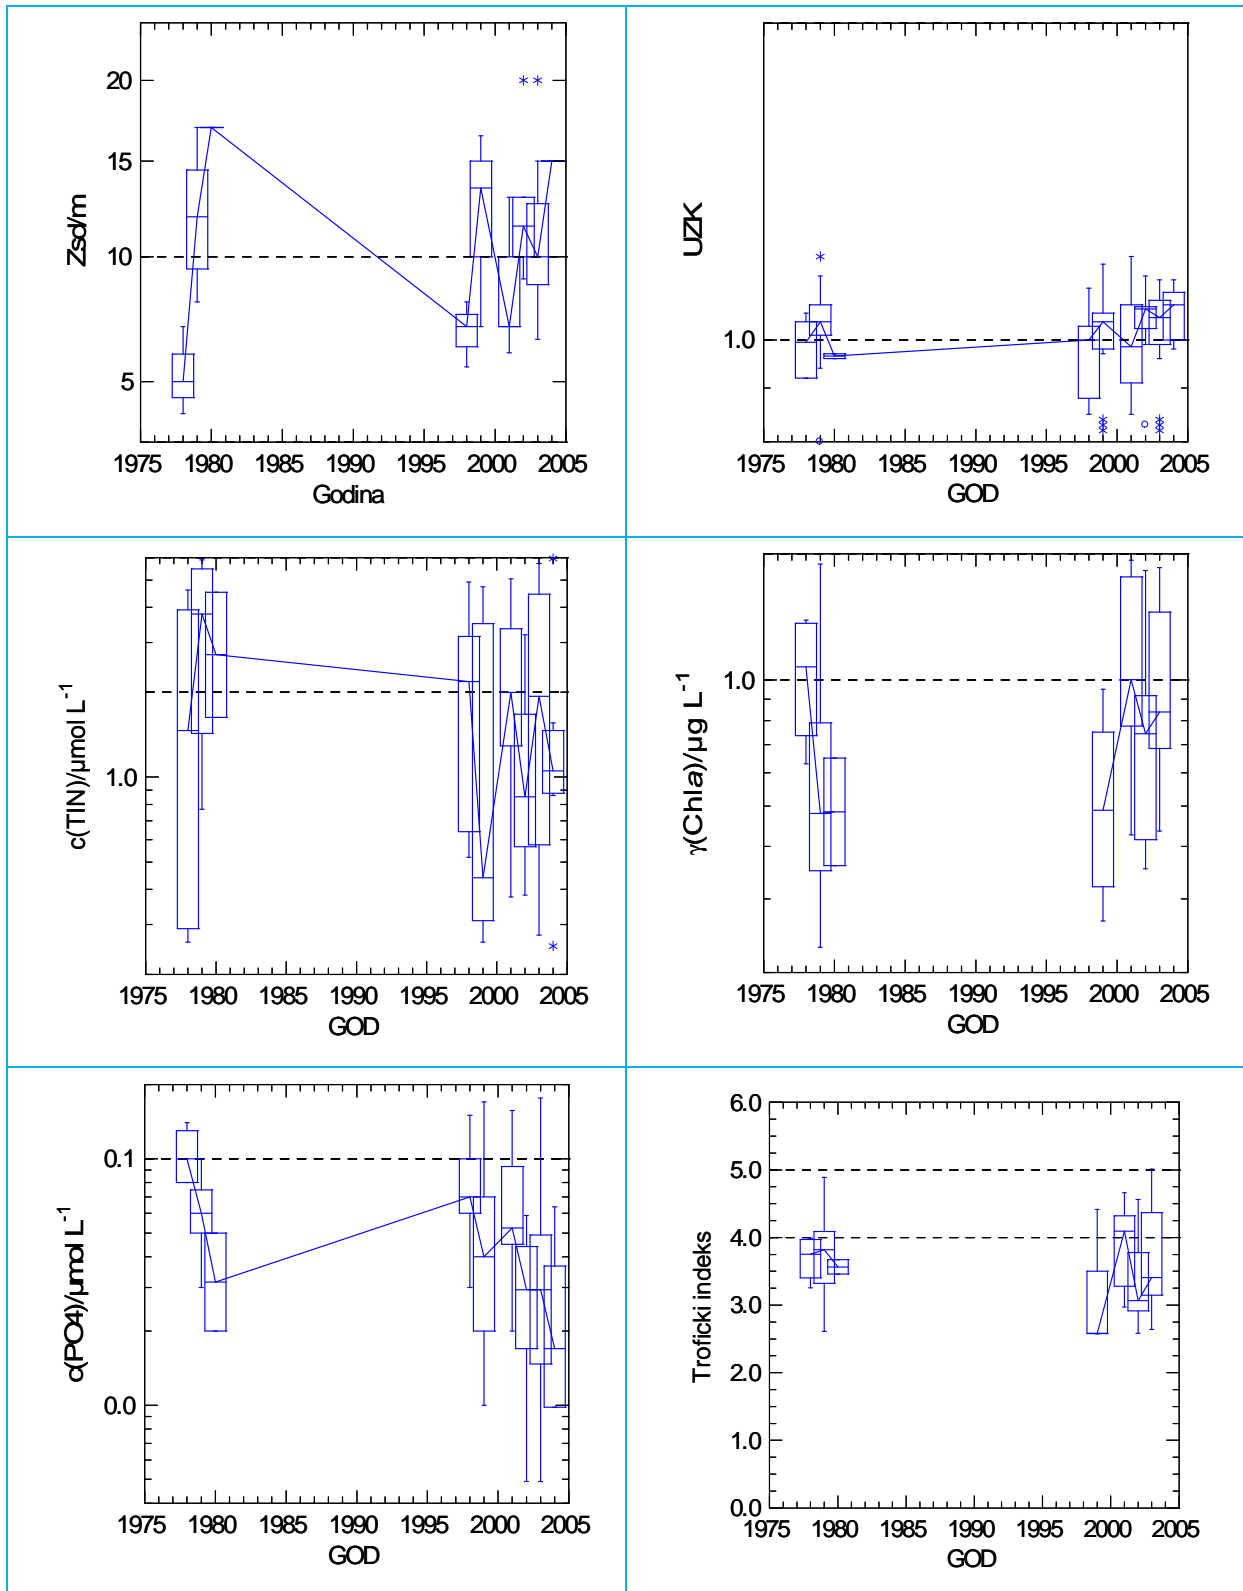 Zsd/m
20
15
10
5
1975 1980 1985 1990 1995 2000 2005
Godina
UZK
1.0
1975 1980 1985 1990 1995 2000 2005
GOD
c(TIN)/µmol L-1
1.0
1975 1980 1985 1990 1995 2000 2005
GOD
γ(Chla)/µg L-1
1.0
1975 1980 1985 1990 1995 2000 2005
GOD
c(PO4)/µmol L-1
0.1
0.0
1975 1980 1985 1990 1995 2000 2005
GOD
Troficki indeks
6.0
5.0
4.0
3.0
2.0
1.0
0.0
1975 1980 1985 1990 1995 2000 2005
GOD